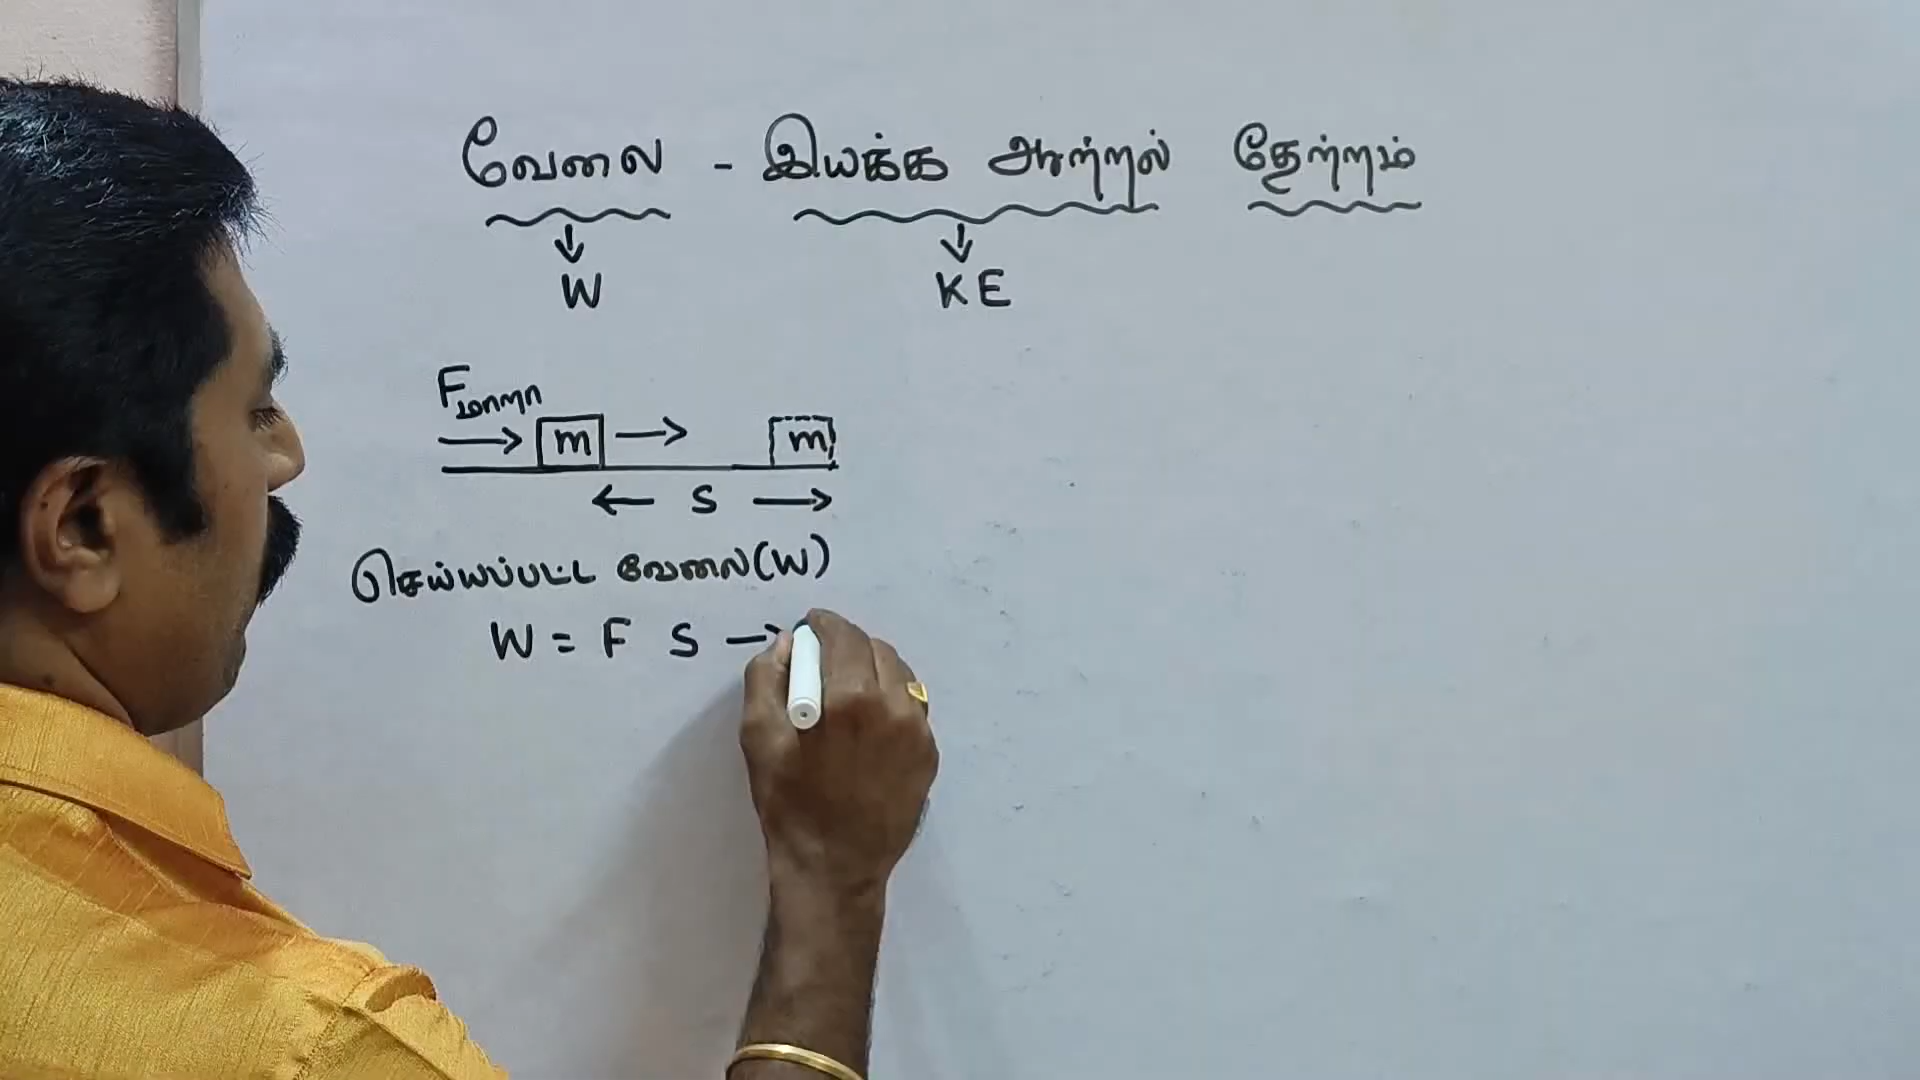 வேலை - இயக்க ஆற்றல் தேற்றம்
W KE
Fமாறா
m m
S
செய்யப்பட்ட வேலை (W)
W = F S →